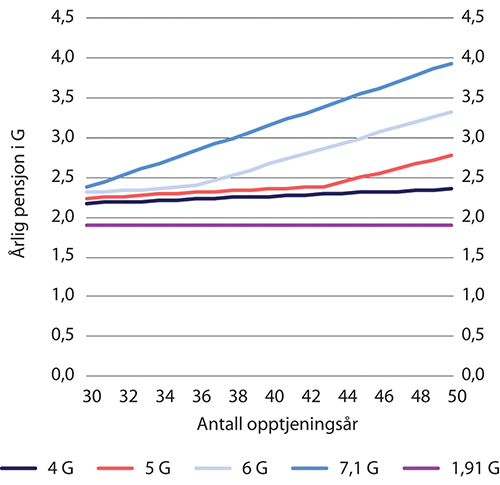 4,5 4,5
4,0 4,0
3,5 3,5
3,0 3,0
2,5 2,5
2,0 2,0
1,5 1,5
1,0 1,0
0,5 0,5
0,0 0,0
Årlig pensjon i G
30 32 34 36 38 40 42 44 46 48 50
Antall opptjeningsår
4 G 5 G 6 G 7,1 G 1,91 G